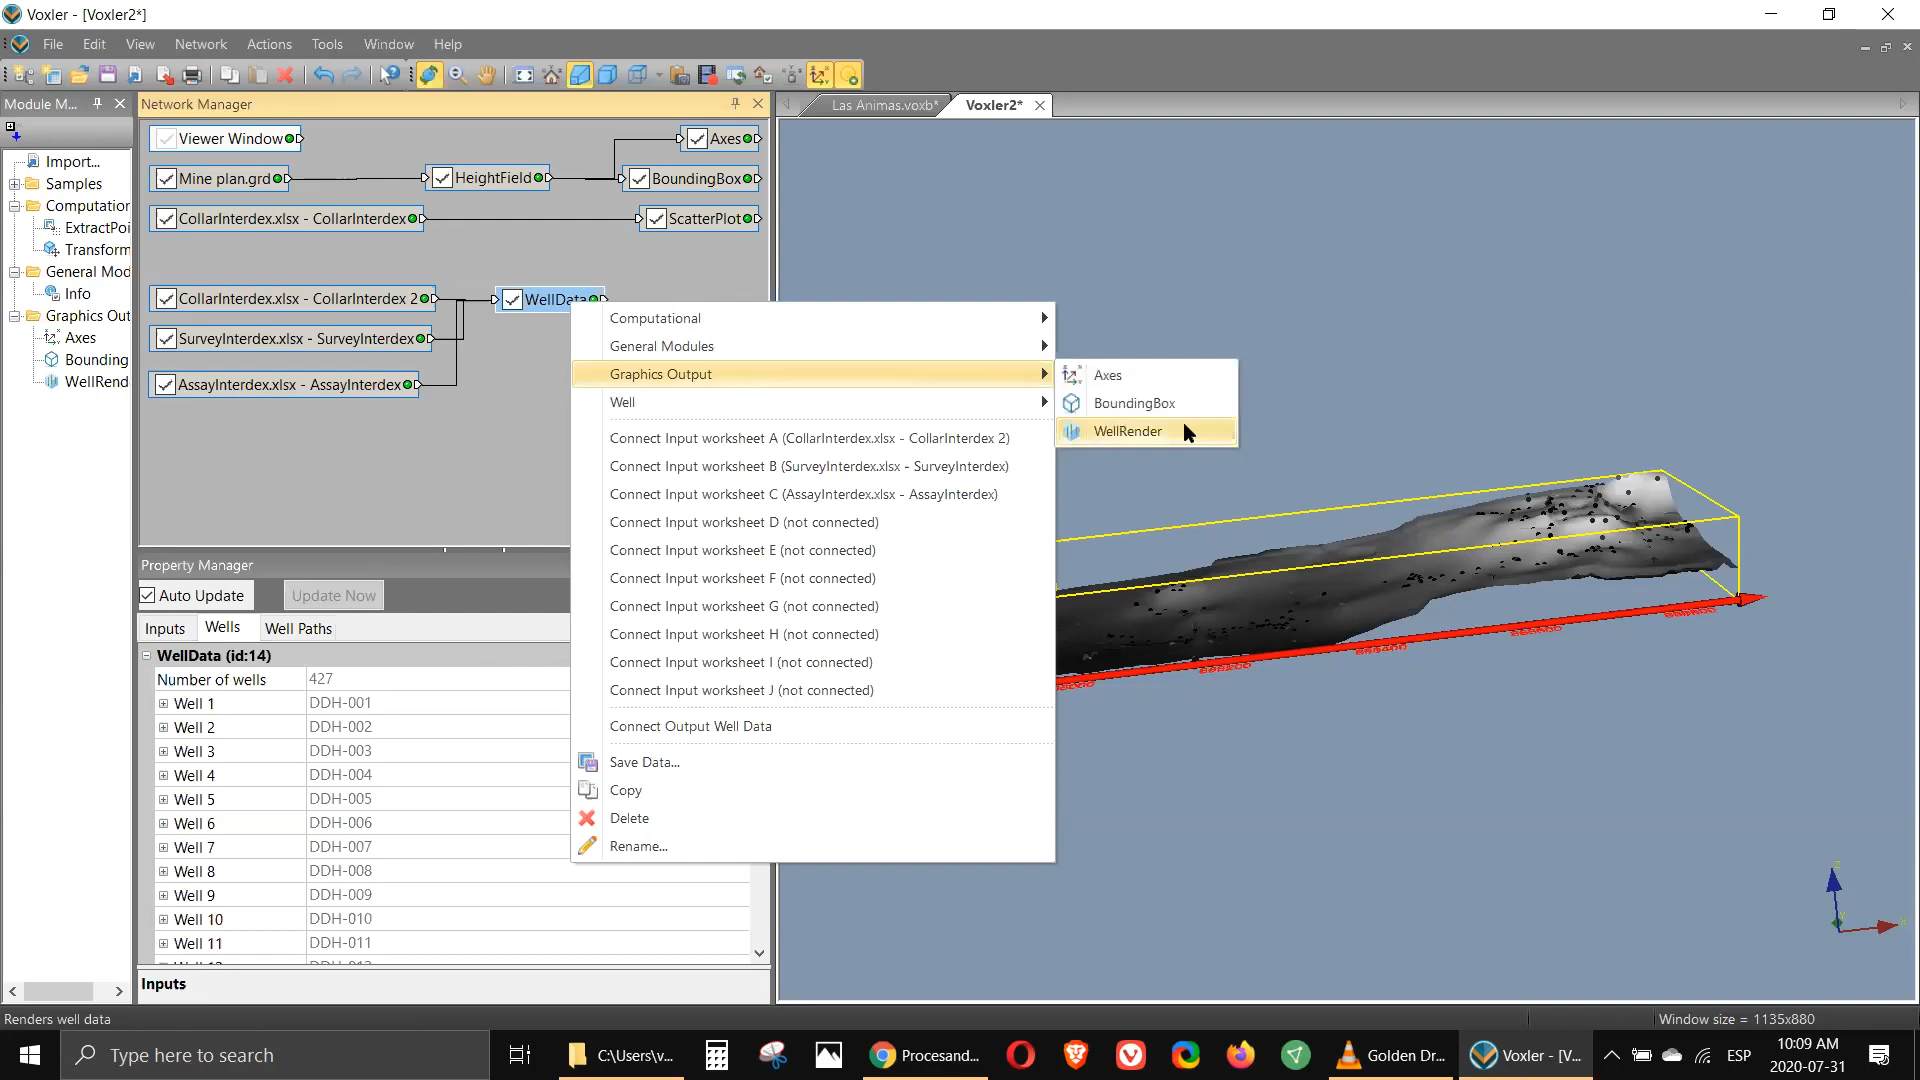 Voxler - [Voxler2*]
File Edit View Network Actions Tools Window Help
Module M...
Network Manager
Las Animas.voxb*
Voxler2*
Import...
Samples
Computation
ExtractPoi
Transform
General Mod
Info
Graphics Out
Axes
Bounding
WellRend
Viewer Window
Axes
Mine plan.grd
HeightField
BoundingBox
CollarInterdex.xlsx - CollarInterdex
ScatterPlot
CollarInterdex.xlsx - CollarInterdex 2
WellData
SurveyInterdex.xlsx - SurveyInterdex
AssayInterdex.xlsx - AssayInterdex
Computational
General Modules
Graphics Output
Well
Connect Input worksheet A (CollarInterdex.xlsx - CollarInterdex 2)
Connect Input worksheet B (SurveyInterdex.xlsx - SurveyInterdex)
Connect Input worksheet C (AssayInterdex.xlsx - AssayInterdex)
Connect Input worksheet D (not connected)
Connect Input worksheet E (not connected)
Connect Input worksheet F (not connected)
Connect Input worksheet G (not connected)
Connect Input worksheet H (not connected)
Connect Input worksheet I (not connected)
Connect Input worksheet J (not connected)
Connect Output Well Data
Save Data...
Copy
Delete
Rename...
Axes
BoundingBox
WellRender
Property Manager
Auto Update
Update Now
Inputs
Wells
Well Paths
WellData (id:14)
Number of wells 427
Well 1 DDH-001
Well 2 DDH-002
Well 3 DDH-003
Well 4 DDH-004
Well 5 DDH-005
Well 6 DDH-006
Well 7 DDH-007
Well 8 DDH-008
Well 9 DDH-009
Well 10 DDH-010
Well 11 DDH-011
Inputs
Renders well data
Window size = 1135x880
Type here to search
C:\Users\v...
Procesand...
Golden Dr...
Voxler - [V...
ESP
10:09 AM
2020-07-31